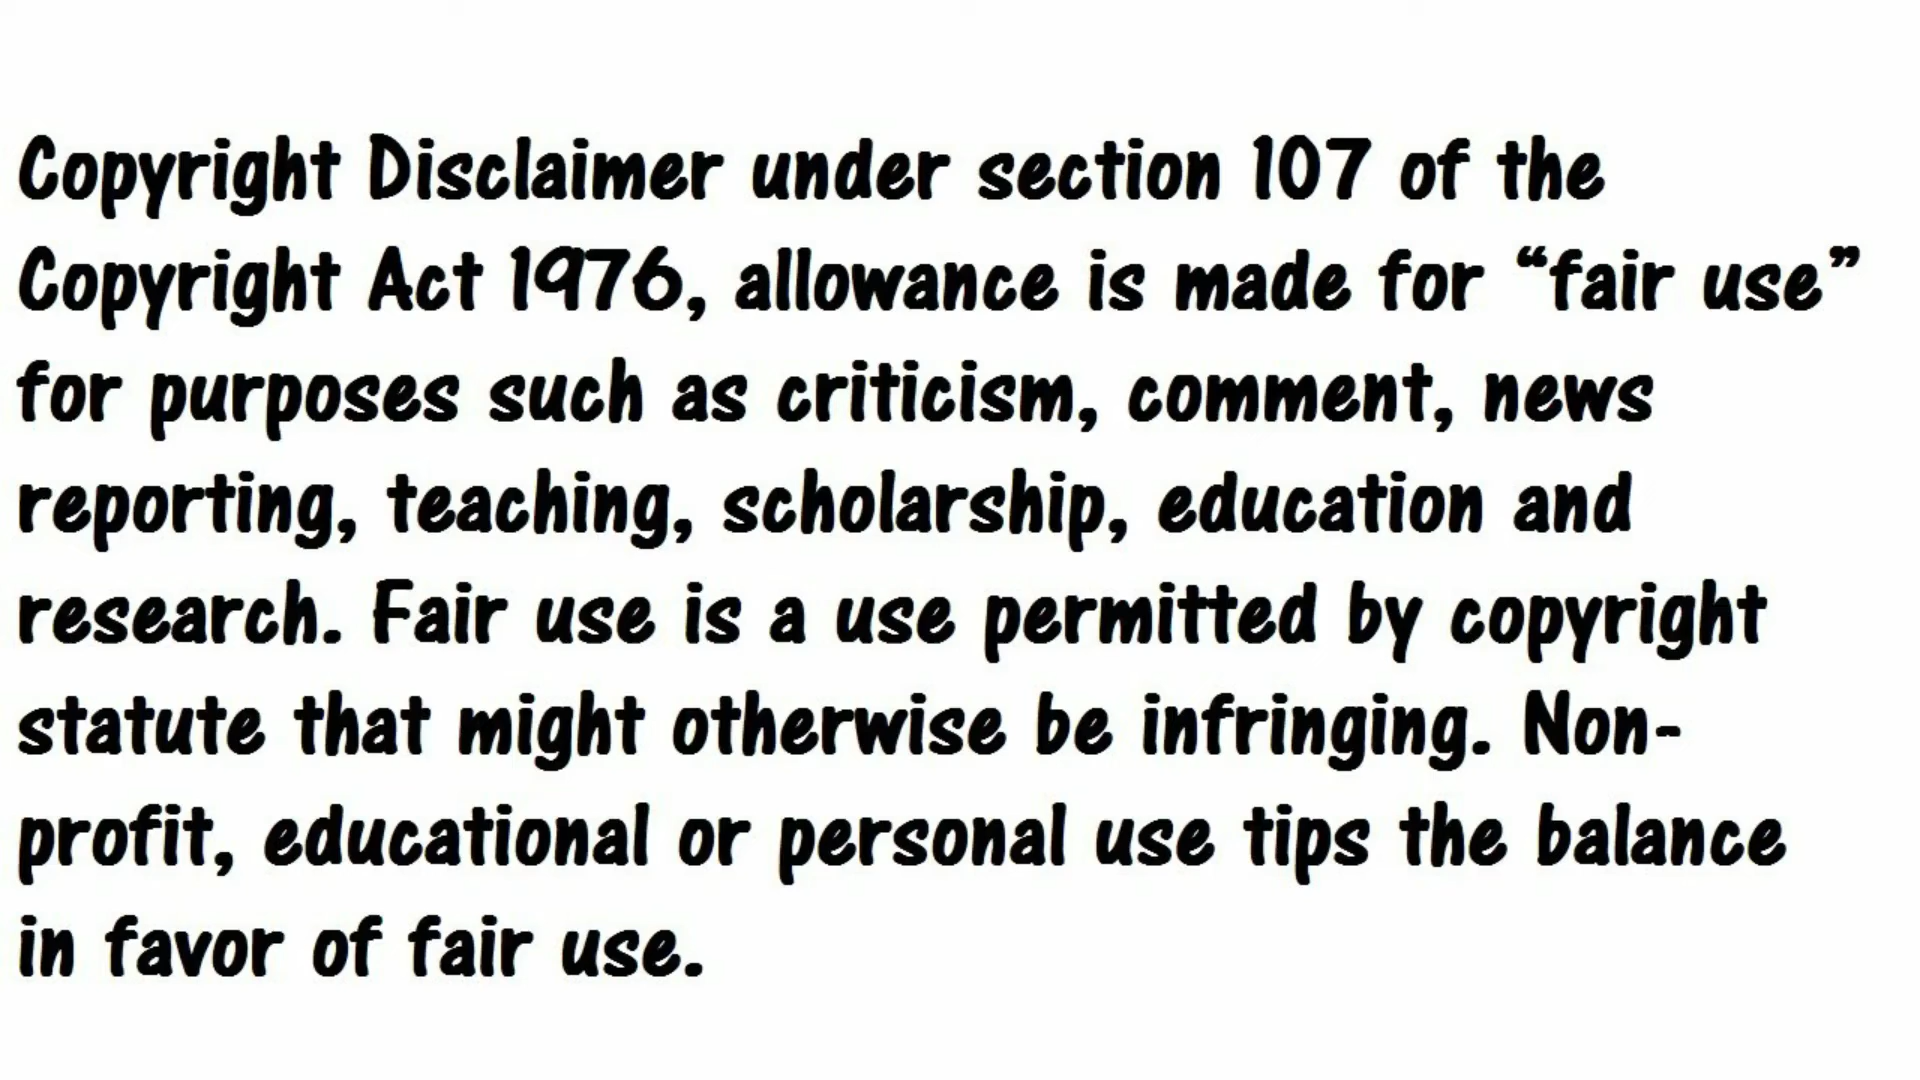 Copyright Disclaimer under section 107 of the
Copyright Act 1976, allowance is made for “fair use”
for purposes such as criticism, comment, news
reporting, teaching, scholarship, education and
research. Fair use is a use permitted by copyright
statute that might otherwise be infringing. Non-
profit, educational or personal use tips the balance
in favor of fair use.